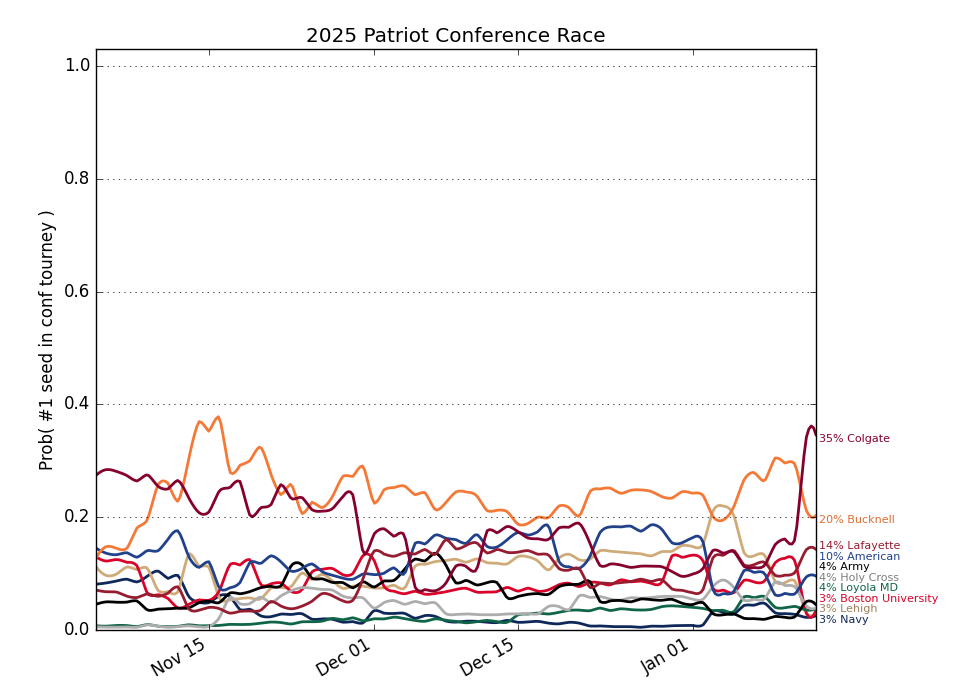 2025 Patriot Conference Race
Prob( #1 seed in conf tourney )
1.0
0.8
0.6
0.4
0.2
0.0
Nov 15
Dec 01
Dec 15
Jan 01
35% Colgate
20% Bucknell
14% Lafayette
10% American
4% Army
4% Holy Cross
4% Loyola MD
3% Boston University
3% Lehigh
3% Navy